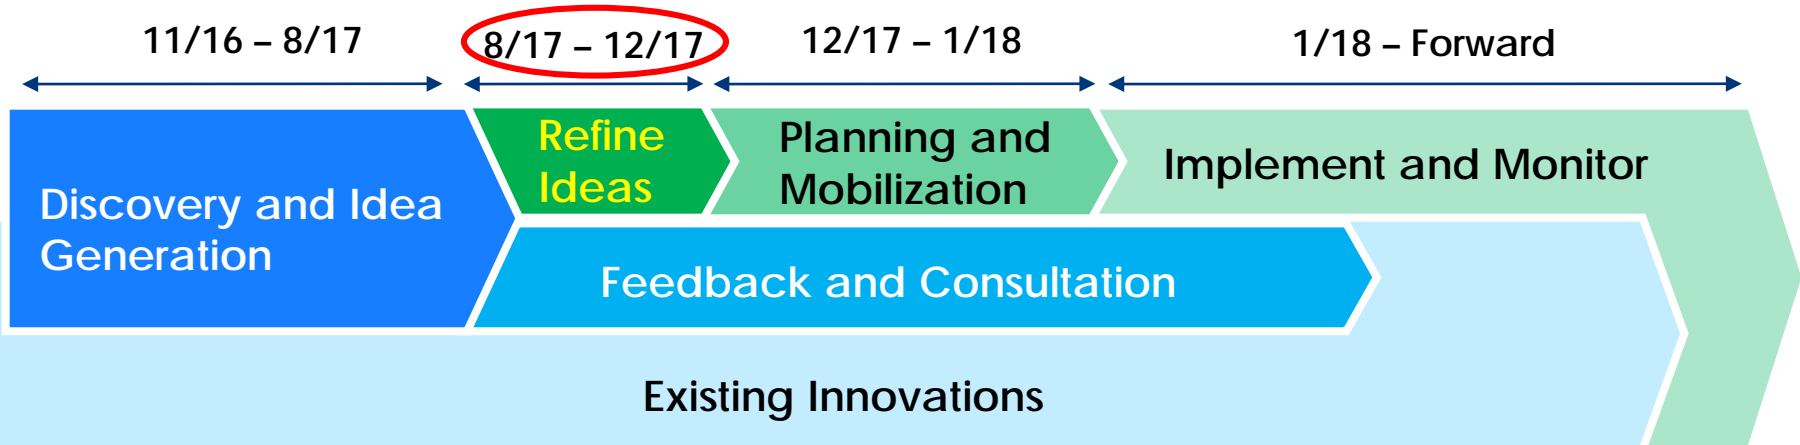 11/16 – 8/17
8/17 – 12/17
12/17 – 1/18
1/18 – Forward
Discovery and Idea
Generation
Refine
Ideas
Planning and
Mobilization
Implement and Monitor
Feedback and Consultation
Existing Innovations